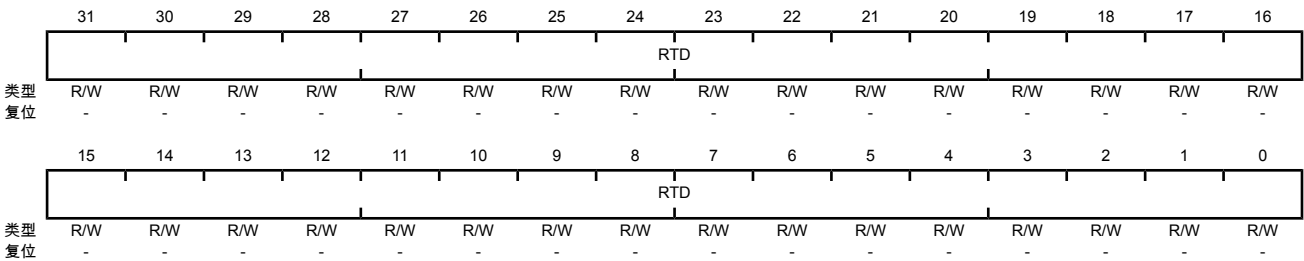 31 30 29 28 27 26 25 24 23 22 21 20 19 18 17 16
RTD
类型 R/W R/W R/W R/W R/W R/W R/W R/W R/W R/W R/W R/W R/W R/W R/W R/W
复位 - - - - - - - - - - - - - - - -
15 14 13 12 11 10 9 8 7 6 5 4 3 2 1 0
RTD
类型 R/W R/W R/W R/W R/W R/W R/W R/W R/W R/W R/W R/W R/W R/W R/W R/W
复位 - - - - - - - - - - - - - - - -